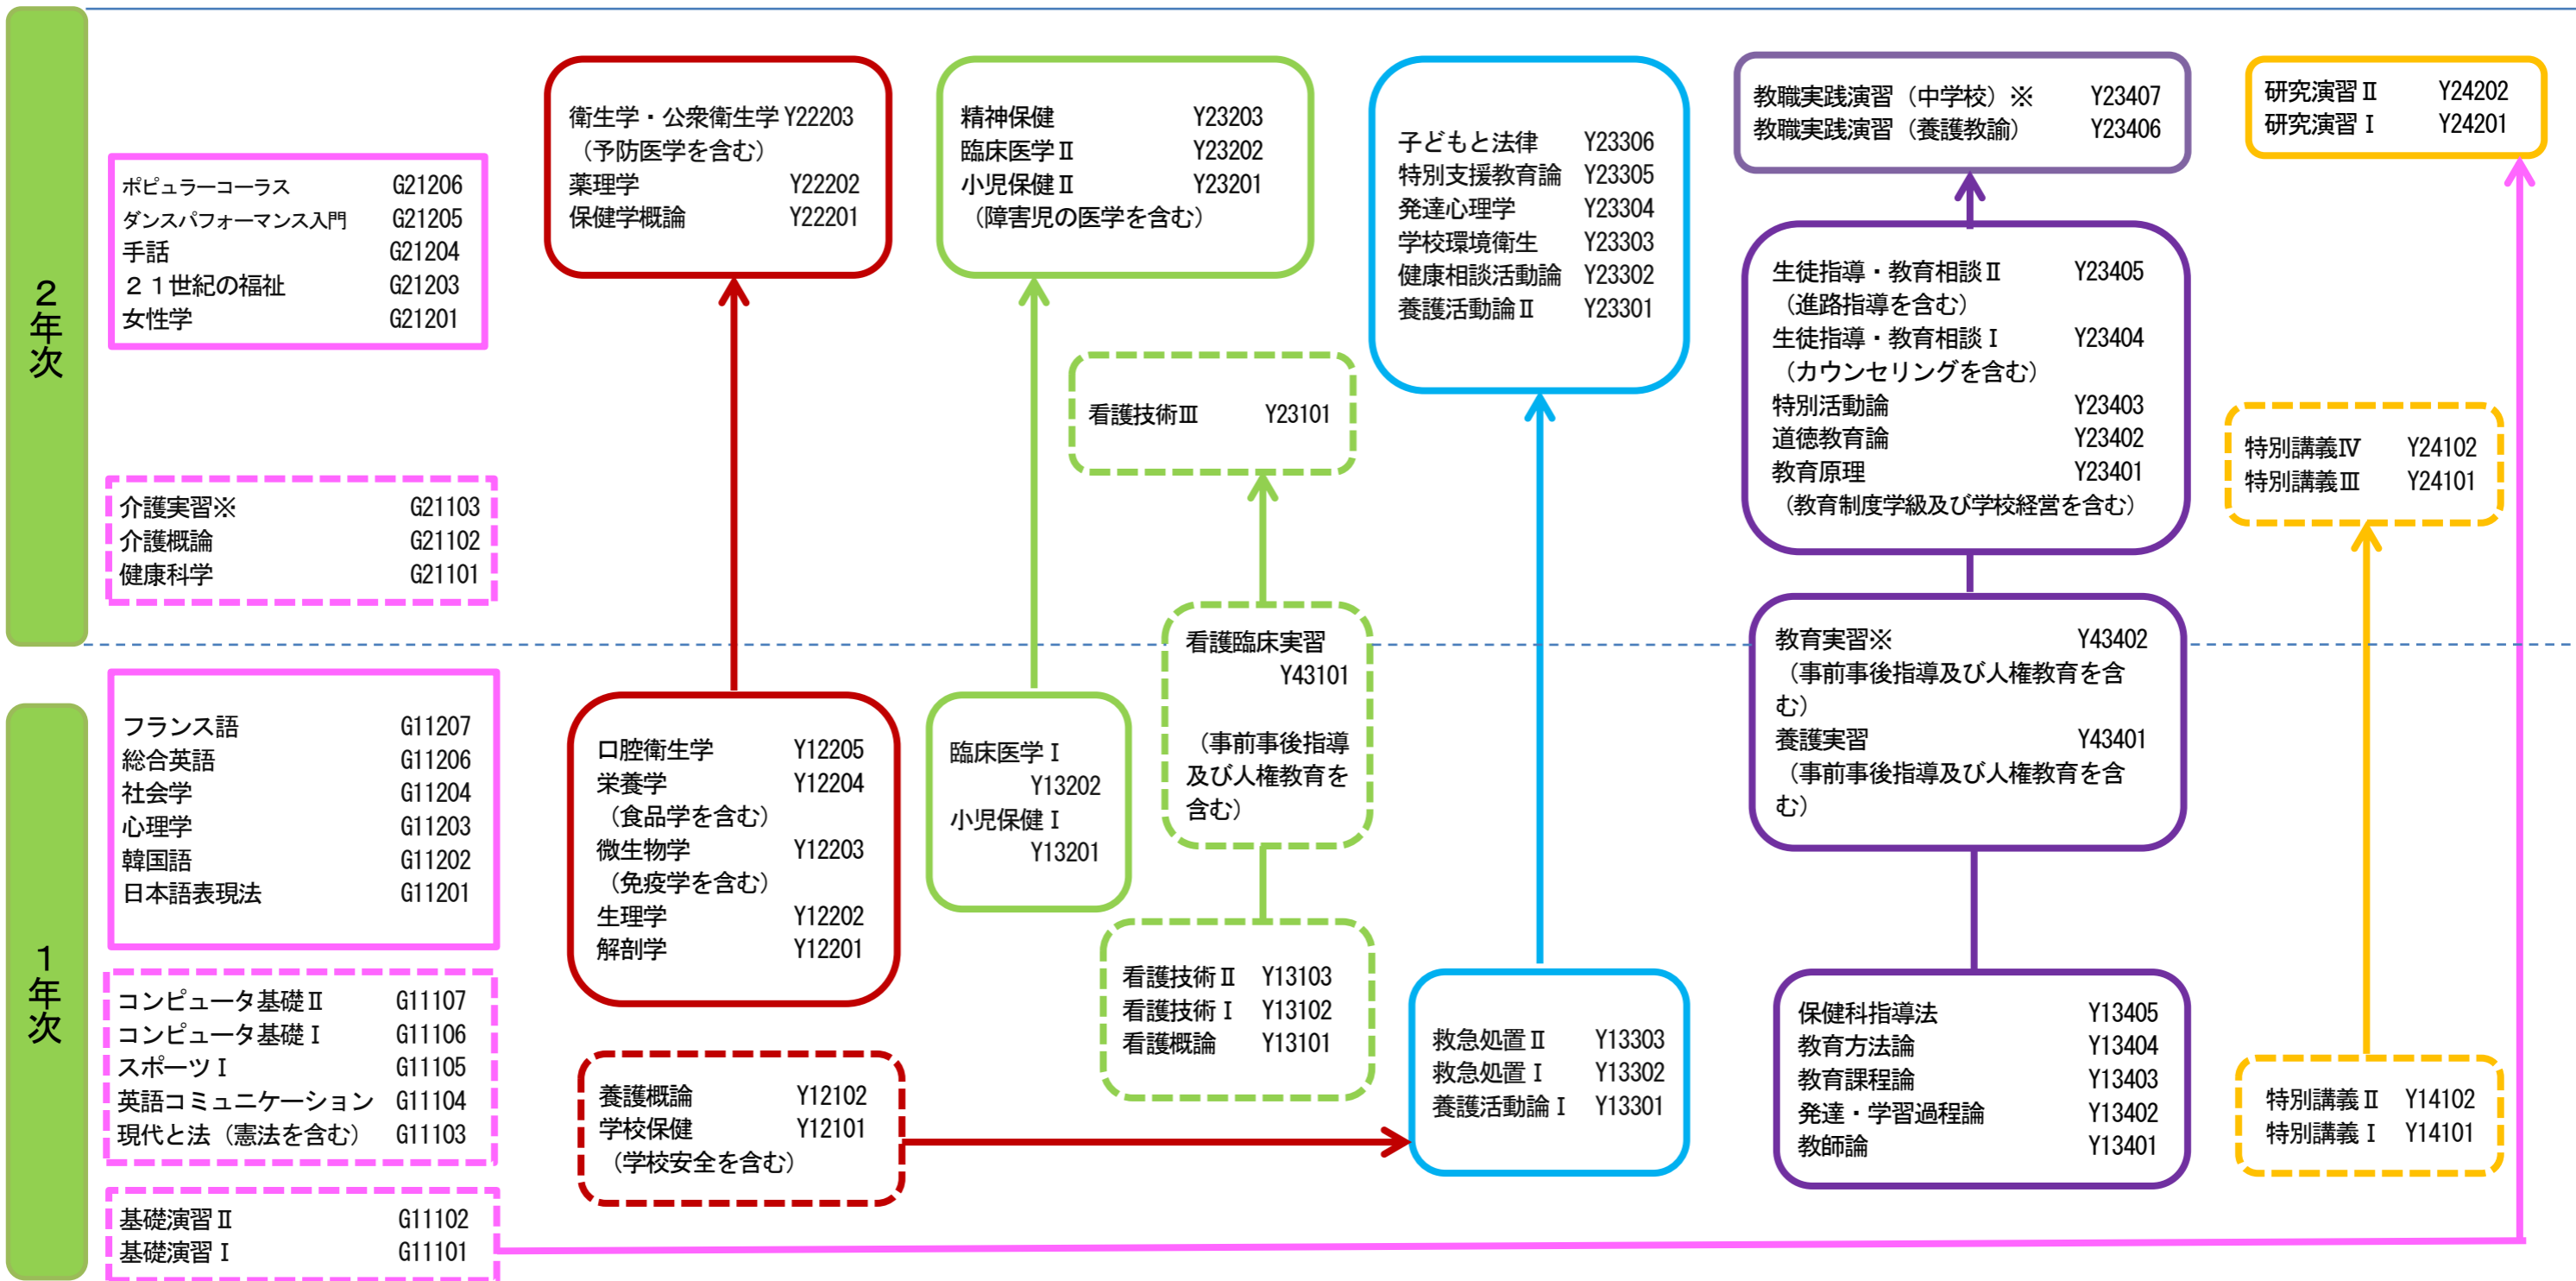 2年次
ポピュラーコーラス G21206
ダンスパフォーマンス入門 G21205
手話 G21204
２１世紀の福祉 G21203
女性学 G21201
介護実習※ G21103
介護概論 G21102
健康科学 G21101
衛生学・公衆衛生学 Y22203
（予防医学を含む）
薬理学 Y22202
保健学概論 Y22201
精神保健 Y23203
臨床医学Ⅱ Y23202
小児保健Ⅱ Y23201
（障害児の医学を含む）
看護技術Ⅲ Y23101
子どもと法律 Y23306
特別支援教育論 Y23305
発達心理学 Y23304
学校環境衛生 Y23303
健康相談活動論 Y23302
養護活動論Ⅱ Y23301
教職実践演習（中学校）※ Y23407
教職実践演習（養護教諭） Y23406
生徒指導・教育相談Ⅱ Y23405
（進路指導を含む）
生徒指導・教育相談Ⅰ Y23404
（カウンセリングを含む）
特別活動論 Y23403
道徳教育論 Y23402
教育原理 Y23401
（教育制度学級及び学校経営を含む）
研究演習Ⅱ Y24202
研究演習Ⅰ Y24201
特別講義Ⅳ Y24102
特別講義Ⅲ Y24101
看護臨床実習
Y43101
（事前事後指導
及び人権教育を
含む）
教育実習※ Y43402
（事前事後指導及び人権教育を含
む）
養護実習 Y43401
（事前事後指導及び人権教育を含
む）
1年次
フランス語 G11207
総合英語 G11206
社会学 G11204
心理学 G11203
韓国語 G11202
日本語表現法 G11201
コンピュータ基礎Ⅱ G11107
コンピュータ基礎Ⅰ G11106
スポーツⅠ G11105
英語コミュニケーション G11104
現代と法（憲法を含む） G11103
基礎演習Ⅱ G11102
基礎演習Ⅰ G11101
口腔衛生学 Y12205
栄養学 Y12204
（食品学を含む）
微生物学 Y12203
（免疫学を含む）
生理学 Y12202
解剖学 Y12201
養護概論 Y12102
学校保健 Y12101
（学校安全を含む）
臨床医学Ⅰ
Y13202
小児保健Ⅰ
Y13201
看護技術Ⅱ Y13103
看護技術Ⅰ Y13102
看護概論 Y13101
救急処置Ⅱ Y13303
救急処置Ⅰ Y13302
養護活動論Ⅰ Y13301
保健科指導法 Y13405
教育方法論 Y13404
教育課程論 Y13403
発達・学習過程論 Y13402
教師論 Y13401
特別講義Ⅱ Y14102
特別講義Ⅰ Y14101